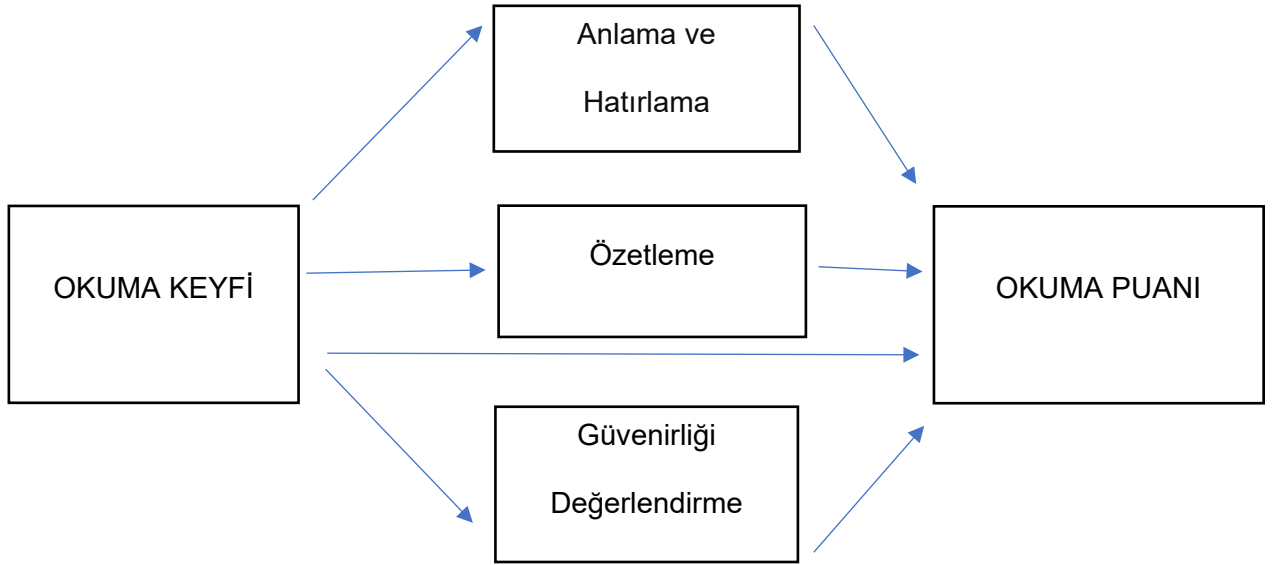 Anlama ve
Hatırlama
OKUMA KEYFİ
Özetleme
OKUMA PUANI
Güvenirliği
Değerlendirme